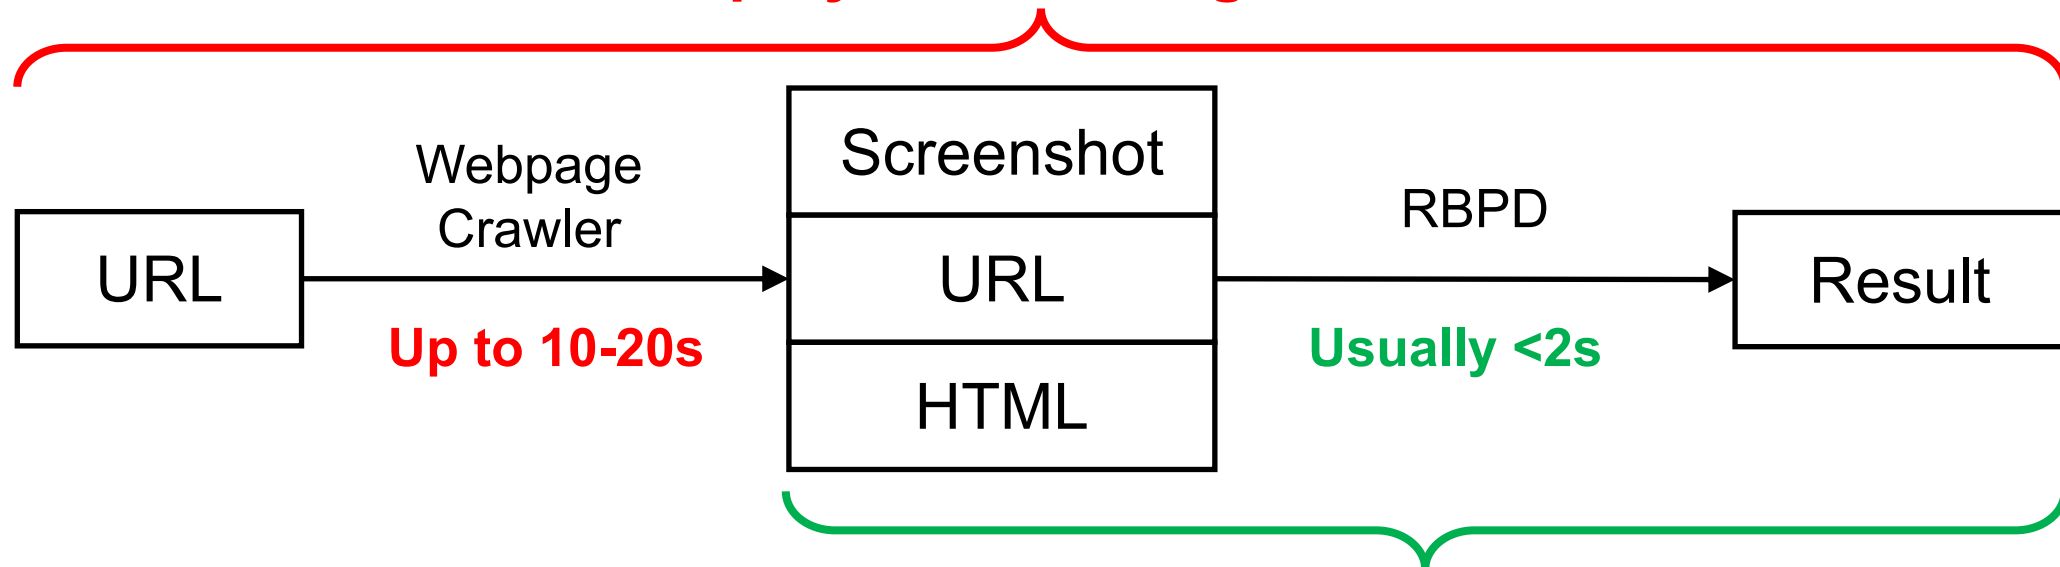 Webpage
Crawler
URL
Up to 10-20s
Screenshot
URL
HTML
RBPD
Usually <2s
Result